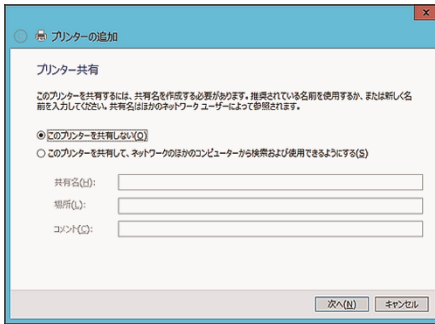 プリンターの追加
プリンター共有
このプリンターを共有するには、共有名を作成する必要があります。推奨されている名前を使用するか、または新しく名
前を入力してください。共有名はほかのネットワーク ユーザーによって参照されます。
このプリンターを共有しない(O)
このプリンターを共有して、ネットワークのほかのコンピューターから検索および使用できるようにする(S)
共有名(H):
場所(L):
コメント(C):
次へ(N) キャンセル